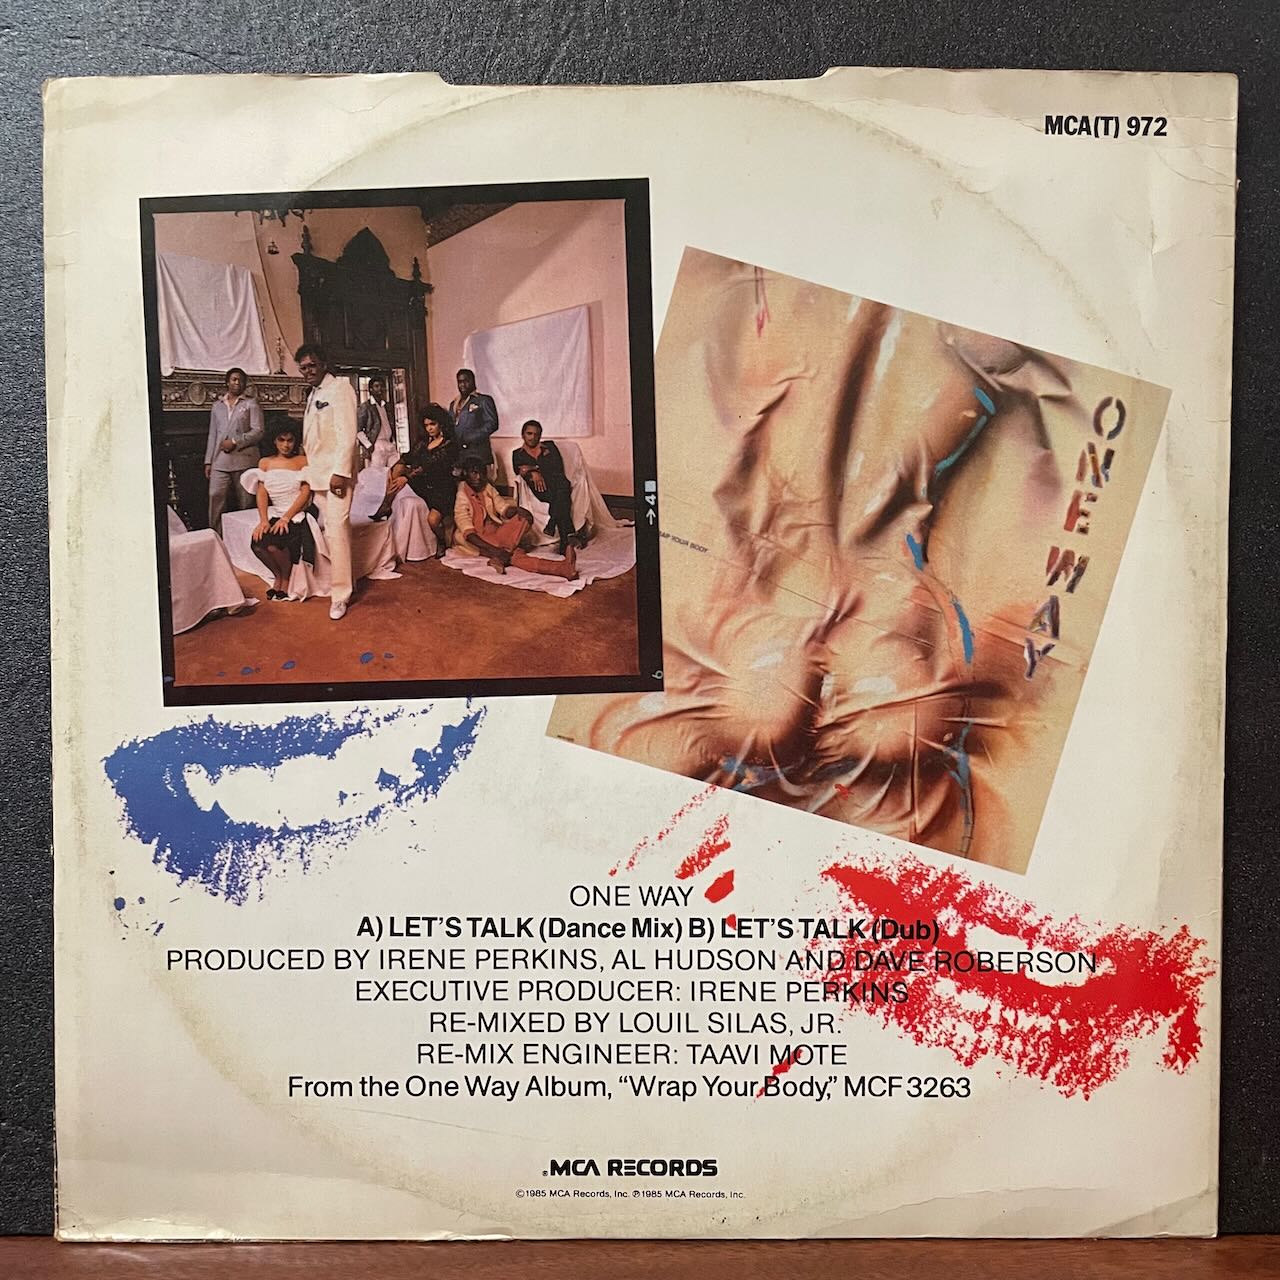 MCA(T) 972
→4
6
ONE WAY
ONE WAY
A) LET'S TALK (Dance Mix) B) LET'S TALK (Dub)
PRODUCED BY IRENE PERKINS, AL HUDSON AND DAVE ROBERSON
EXECUTIVE PRODUCER: IRENE PERKINS
RE-MIXED BY LOUIL SILAS, JR.
RE-MIX ENGINEER: TAAVI MOTE
From the One Way Album, “Wrap Your Body,” MCF 3263
MCA RECORDS
©1985 MCA Records, Inc. ℗1985 MCA Records, Inc.